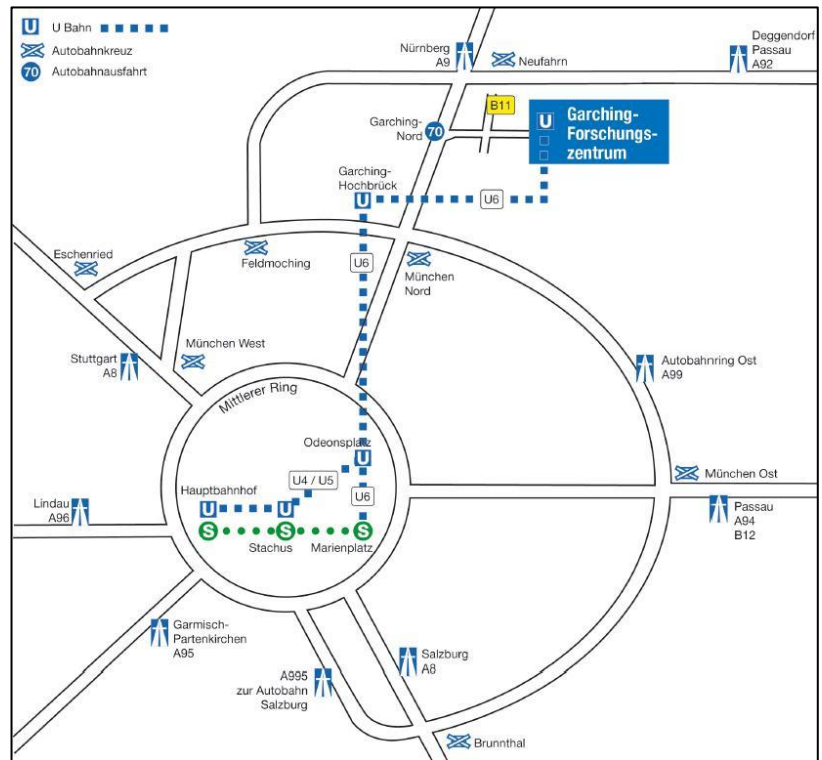 U
U Bahn
Autobahnkreuz
70
Autobahnausfahrt
Nürnberg
A9
Neufahrn
Deggendorf
Passau
A92
B11
Garching-
Nord
70
U
Garching-
Forschungs-
zentrum
Garching-
Hochbrück
U
U6
Eschenried
Feldmoching
U6
München
Nord
München West
Stuttgart
A8
Autobahnring Ost
A99
Mittlerer Ring
Odeonsplatz
U
U4 / U5
München Ost
Hauptbahnhof
U
U
U6
Lindau
A96
Passau
A94
B12
S
S
S
Stachus
Marienplatz
Garmisch-
Partenkirchen
A95
Salzburg
A8
A995
zur Autobahn
Salzburg
Brunnthal